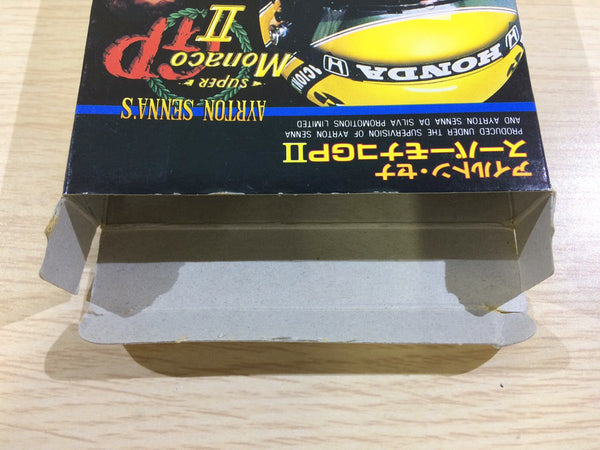 アイルトン・セナ
スーパーモナコGPⅡ
PRODUCED UNDER THE SUPERVISION OF AYRTON SENNA
AND AYRTON SENNA DA SILVA PROMOTIONS LIMITED
AYRTON SENNA'S
SUPER
Monaco
GP
II
HONDA